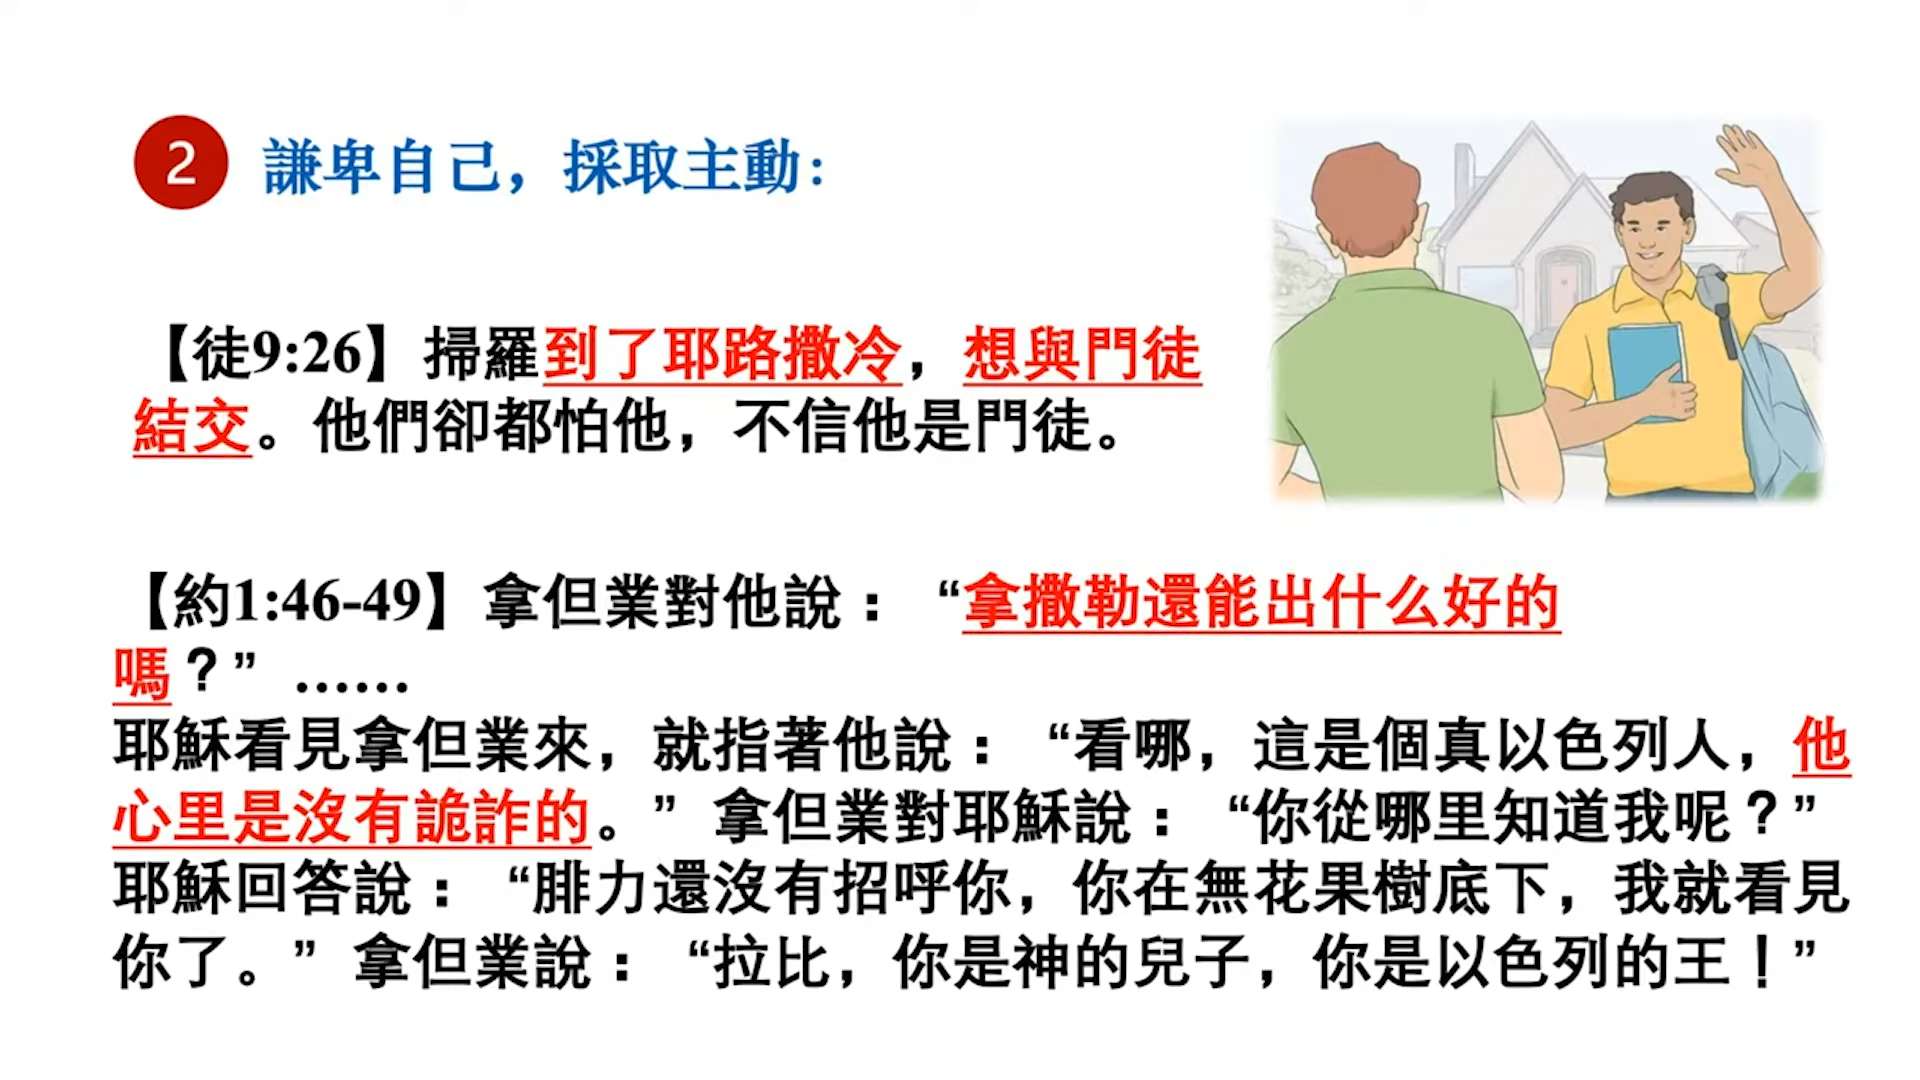 2 謙卑自己，採取主動：
【徒9:26】掃羅到了耶路撒冷，想與門徒
結交。他們卻都怕他，不信他是門徒。
【約1:46-49】拿但業對他說：“拿撒勒還能出什么好的
嗎？”……
耶穌看見拿但業來，就指著他說：“看哪，這是個真以色列人，他
心里是沒有詭詐的。”拿但業對耶穌說：“你從哪里知道我呢？”
耶穌回答說：“腓力還沒有招呼你，你在無花果樹底下，我就看見
你了。”拿但業說：“拉比，你是神的兒子，你是以色列的王！”